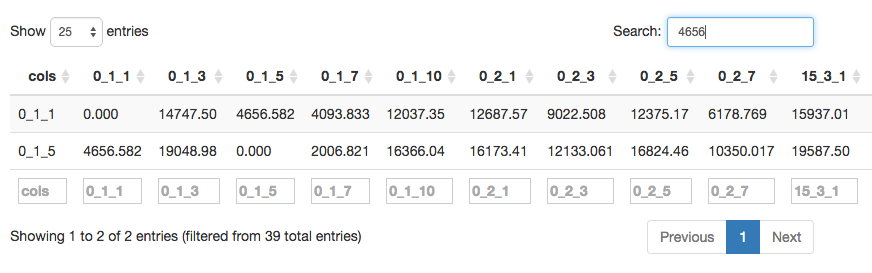 Show 25 entries Search: 4656
cols 0_1_1 0_1_3 0_1_5 0_1_7 0_1_10 0_2_1 0_2_3 0_2_5 0_2_7 15_3_1
0_1_1 0.000 14747.50 4656.582 4093.833 12037.35 12687.57 9022.508 12375.17 6178.769 15937.01
0_1_5 4656.582 19048.98 0.000 2006.821 16366.04 16173.41 12133.061 16824.46 10350.017 19587.50
cols 0_1_1 0_1_3 0_1_5 0_1_7 0_1_10 0_2_1 0_2_3 0_2_5 0_2_7 15_3_1
Showing 1 to 2 of 2 entries (filtered from 39 total entries) Previous 1 Next